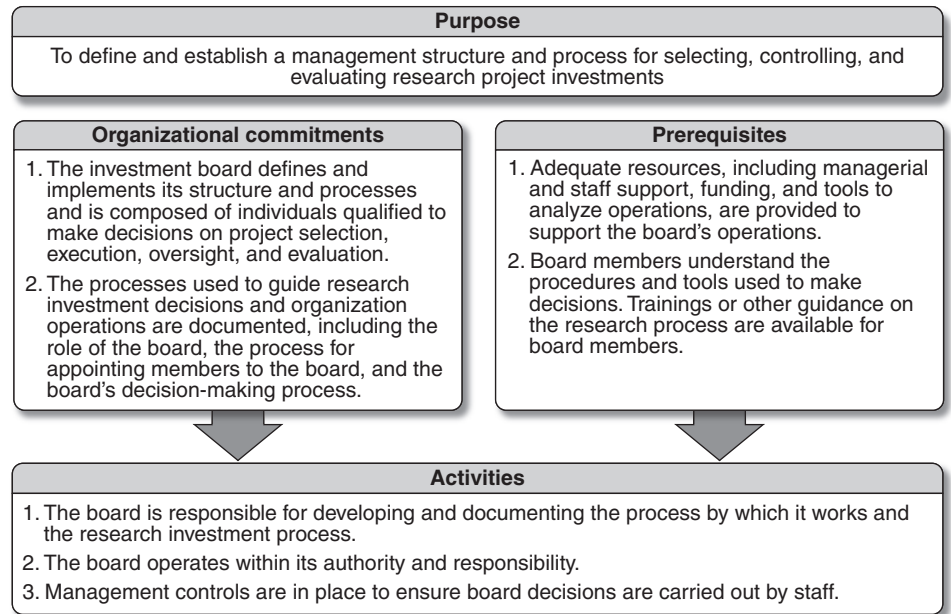 Purpose
To define and establish a management structure and process for selecting, controlling, and
evaluating research project investments
Organizational commitments
1. The investment board defines and
implements its structure and processes
and is composed of individuals qualified to
make decisions on project selection,
execution, oversight, and evaluation.
2. The processes used to guide research
investment decisions and organization
operations are documented, including the
role of the board, the process for
appointing members to the board, and the
board's decision-making process.
Prerequisites
1. Adequate resources, including managerial
and staff support, funding, and tools to
analyze operations, are provided to
support the board's operations.
2. Board members understand the
procedures and tools used to make
decisions. Trainings or other guidance on
the research process are available for
board members.
Activities
1. The board is responsible for developing and documenting the process by which it works and
the research investment process.
2. The board operates within its authority and responsibility.
3. Management controls are in place to ensure board decisions are carried out by staff.